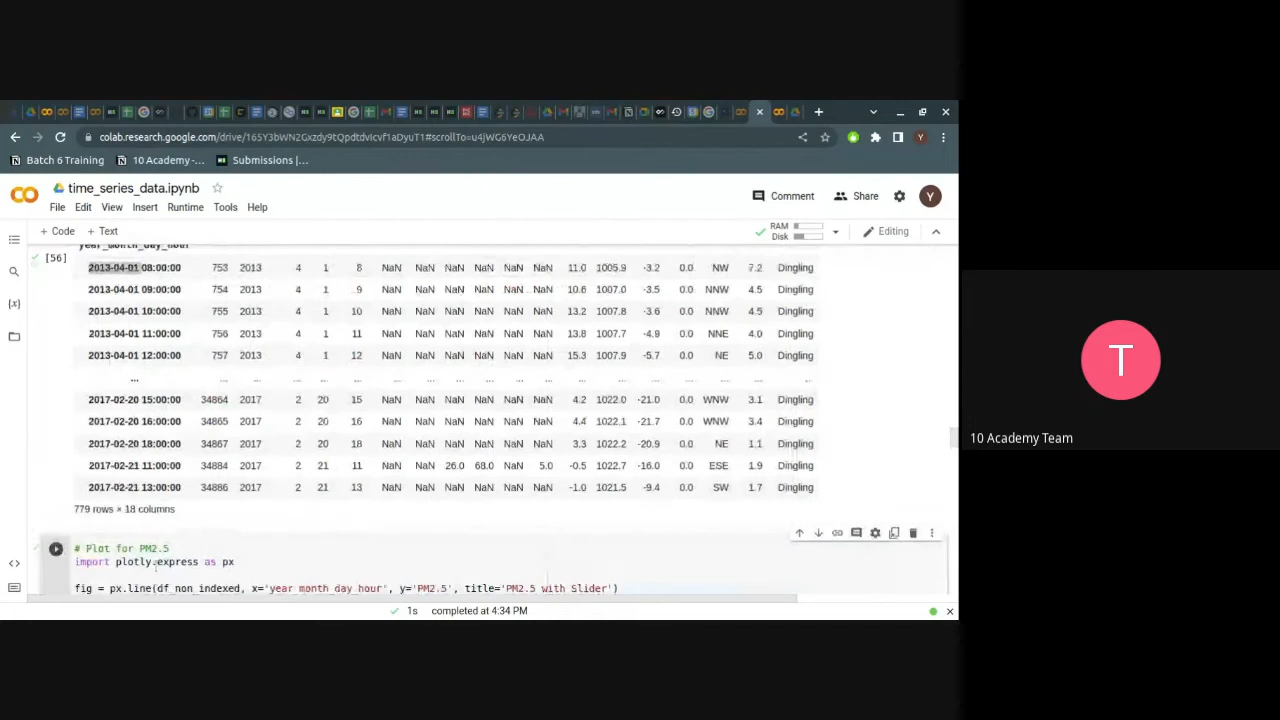 colab.research.google.com/drive/165Y3bWN2Gxzdy9tQpdtdvIcvf1aDyuT1#scrollTo=u4jWG6YeOJAA
Y
Batch 6 Training 10 Academy -... Submissions |...
time_series_data.ipynb
Comment Share Y
File Edit View Insert Runtime Tools Help
+ Code + Text
RAM
Disk
Editing
year_month_day_hour
[56]
2013-04-01 08:00:00 753 2013 4 1 8 NaN NaN NaN NaN NaN NaN 11.0 1005.9 -3.2 0.0 NW 7.2 Dingling
2013-04-01 09:00:00 754 2013 4 1 9 NaN NaN NaN NaN NaN NaN 10.6 1007.0 -3.5 0.0 NNW 4.5 Dingling
2013-04-01 10:00:00 755 2013 4 1 10 NaN NaN NaN NaN NaN NaN 13.2 1007.8 -3.6 0.0 NNW 4.5 Dingling
2013-04-01 11:00:00 756 2013 4 1 11 NaN NaN NaN NaN NaN NaN 13.8 1007.7 -4.9 0.0 NNE 4.0 Dingling
2013-04-01 12:00:00 757 2013 4 1 12 NaN NaN NaN NaN NaN NaN 15.3 1007.9 -5.7 0.0 NE 5.0 Dingling
... ... ... ... ... ... ... ... ... ... ... ... ... ... ... ... ... ... ...
2017-02-20 15:00:00 34864 2017 2 20 15 NaN NaN NaN NaN NaN NaN 4.2 1022.0 -21.0 0.0 WNW 3.1 Dingling
2017-02-20 16:00:00 34865 2017 2 20 16 NaN NaN NaN NaN NaN NaN 4.4 1022.1 -21.7 0.0 WNW 3.4 Dingling
2017-02-20 18:00:00 34867 2017 2 20 18 NaN NaN NaN NaN NaN NaN 3.3 1022.2 -20.9 0.0 NE 1.1 Dingling
2017-02-21 11:00:00 34884 2017 2 21 11 NaN NaN 26.0 68.0 NaN 5.0 -0.5 1022.7 -16.0 0.0 ESE 1.9 Dingling
2017-02-21 13:00:00 34886 2017 2 21 13 NaN NaN NaN NaN NaN NaN -1.0 1021.5 -9.4 0.0 SW 1.7 Dingling
779 rows × 18 columns
# Plot for PM2.5
import plotly.express as px
fig = px.line(df_non_indexed, x='year_month_day_hour', y='PM2.5', title='PM2.5 with Slider')
1s completed at 4:34 PM
T
10 Academy Team